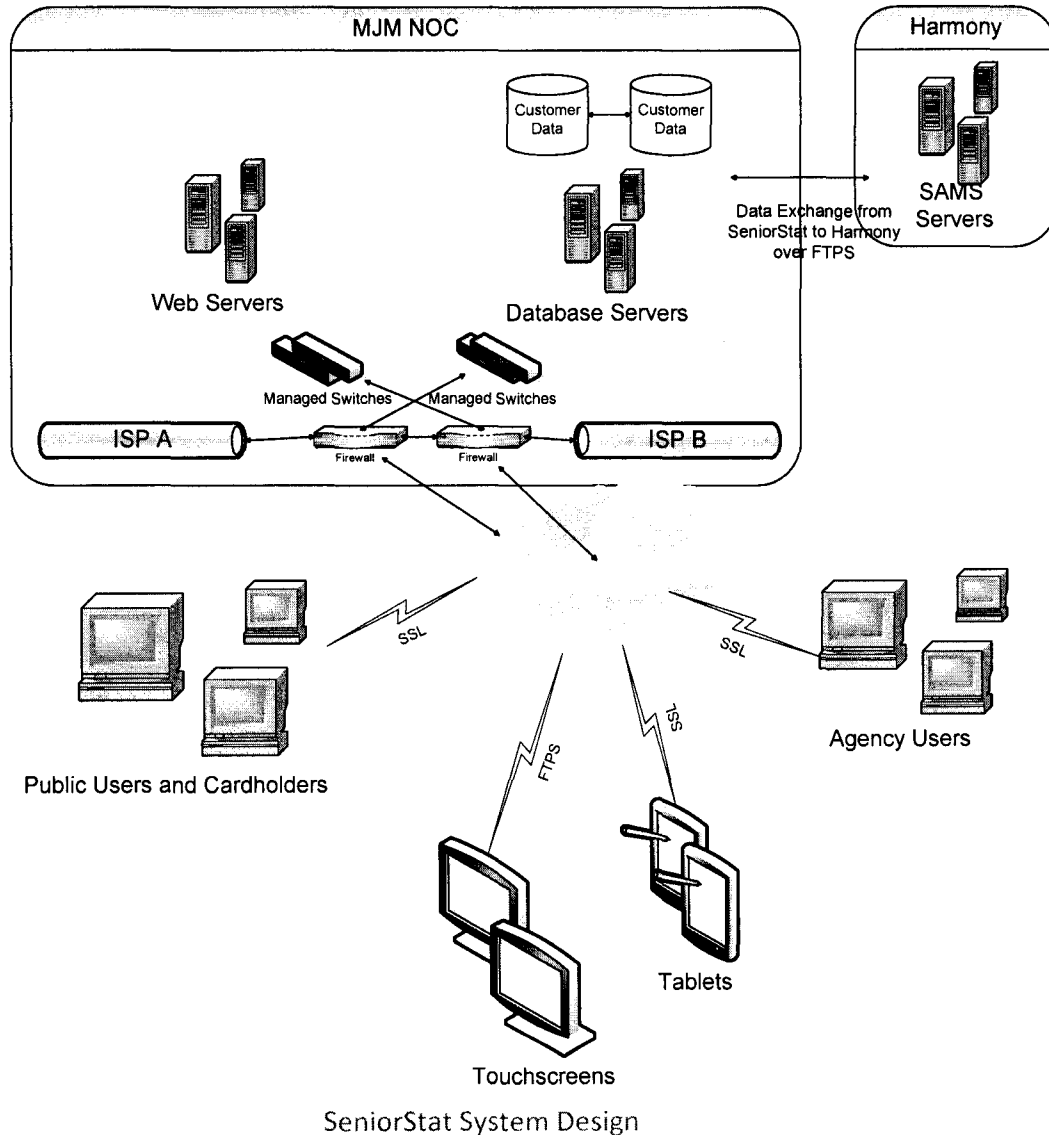 MJM NOC
Harmony
Customer
Data
Customer
Data
SAMS
Servers
Data Exchange from
SeniorStat to Harmony
over FTPS
Web Servers
Database Servers
Managed Switches
Managed Switches
ISP A
ISP B
Firewall
Firewall
SSL
SSL
SSL
FTPS
Public Users and Cardholders
Agency Users
Tablets
Touchscreens
SeniorStat System Design